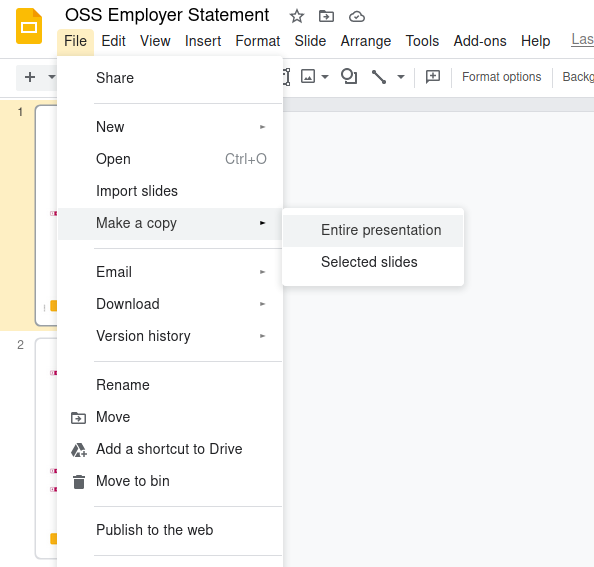 OSS Employer Statement
File Edit View Insert Format Slide Arrange Tools Add-ons Help Las
Format options Backg
1
Share
New
Open Ctrl+O
Import slides
Make a copy
Entire presentation
Selected slides
Email
Download
Version history
2
Rename
Move
Add a shortcut to Drive
Move to bin
Publish to the web